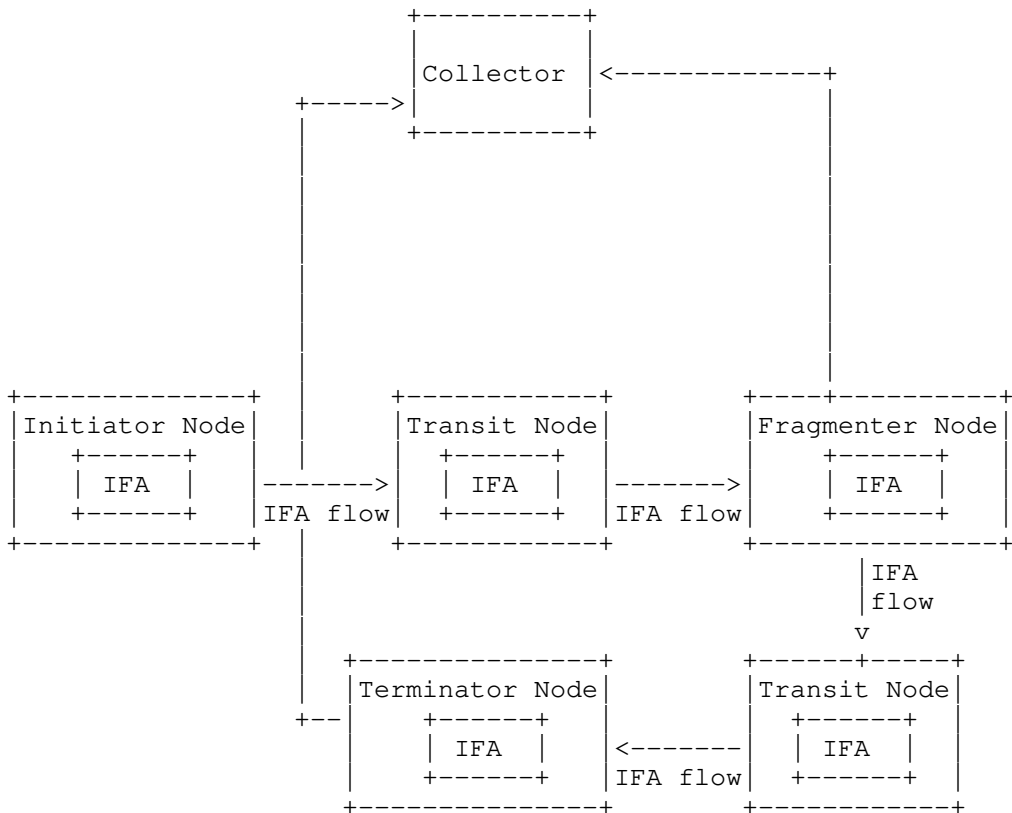 Collector
Initiator Node
Transit Node
Fragmenter Node
IFA
IFA
IFA
IFA flow
IFA flow
IFA
flow
v
Terminator Node
Transit Node
IFA
IFA
IFA flow